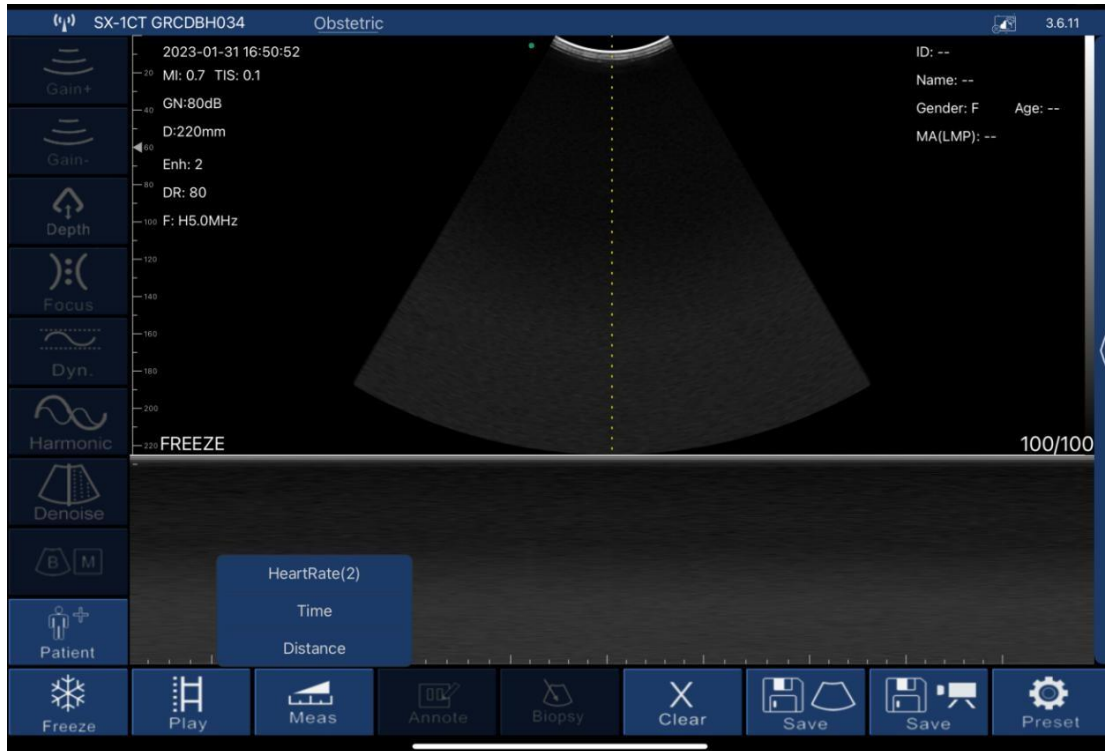 SX-1CT GRCDBH034 Obstetric 3.6.11
Gain+
Gain-
Depth
Focus
Dyn.
Harmonic
Denoise
B M
Patient
2023-01-31 16:50:52
MI: 0.7 TIS: 0.1
GN:80dB
D:220mm
Enh: 2
DR: 80
F: H5.0MHz
20
40
60
80
100
120
140
160
180
200
220
FREEZE
ID: --
Name: --
Gender: F Age: --
MA(LMP): --
100/100
HeartRate(2)
Time
Distance
Freeze
Play
Meas
Annote
Biopsy
Clear
Save
Save
Preset